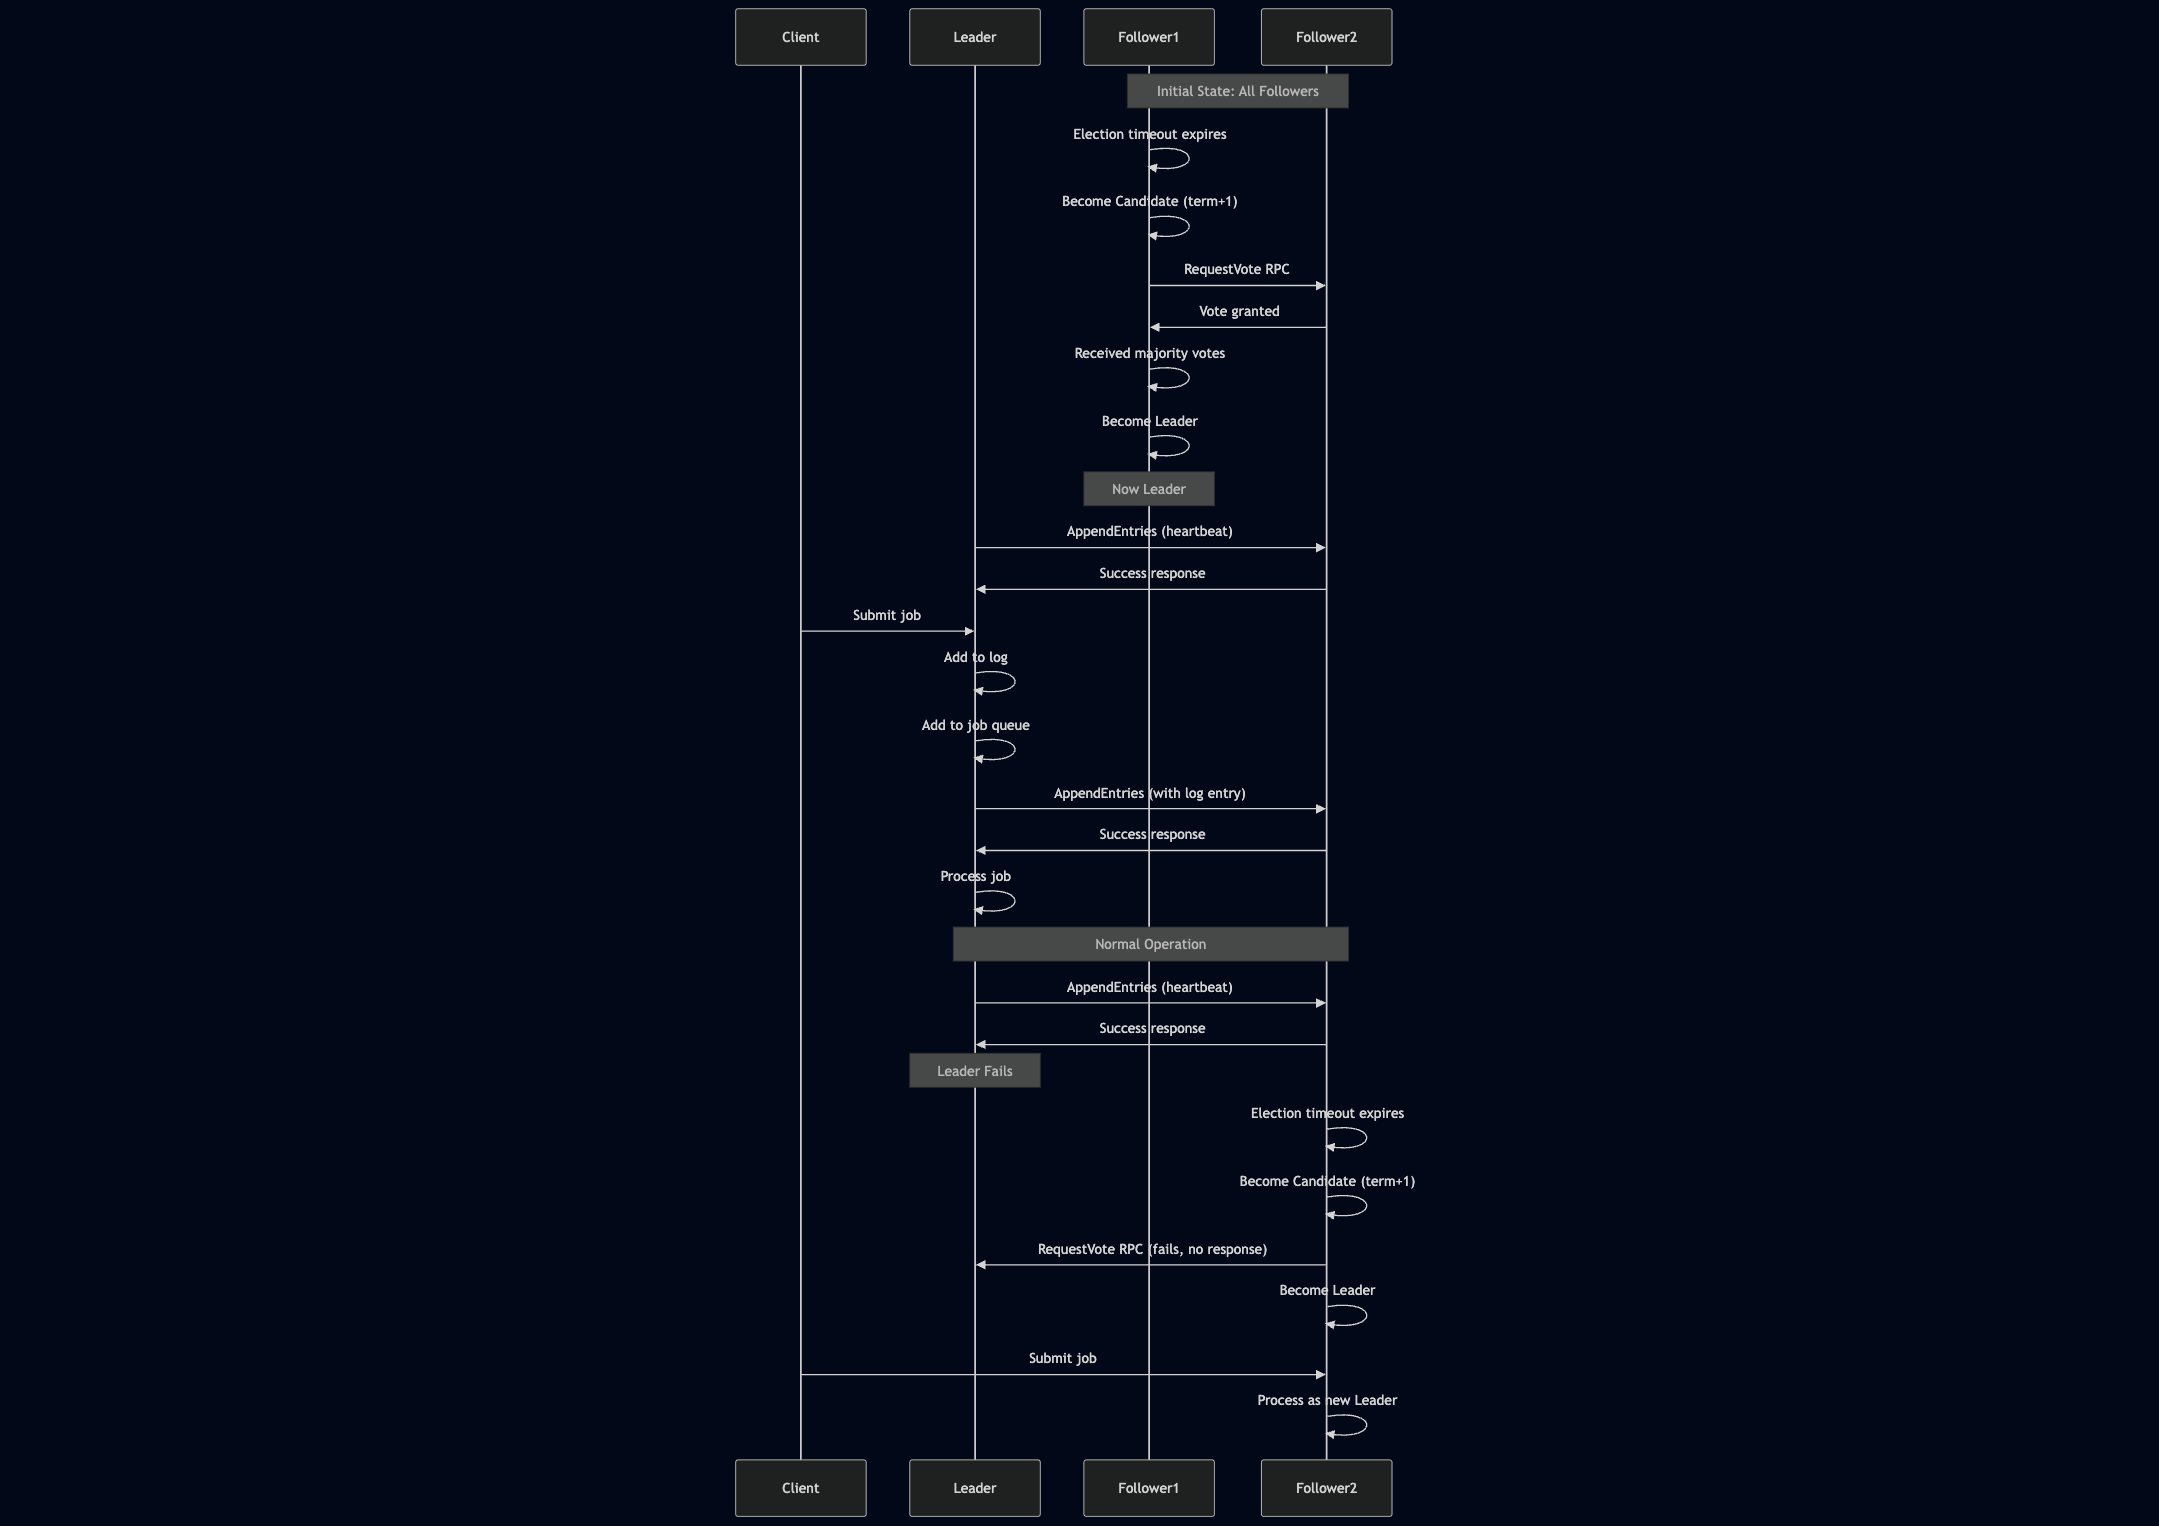 Client
Leader
Follower1
Follower2
Initial State: All Followers
Election timeout expires
Become Candidate (term+1)
RequestVote RPC
Vote granted
Received majority votes
Become Leader
Now Leader
AppendEntries (heartbeat)
Success response
Submit job
Add to log
Add to job queue
AppendEntries (with log entry)
Success response
Process job
Normal Operation
AppendEntries (heartbeat)
Success response
Leader Fails
Election timeout expires
Become Candidate (term+1)
RequestVote RPC (fails, no response)
Become Leader
Submit job
Process as new Leader
Client
Leader
Follower1
Follower2